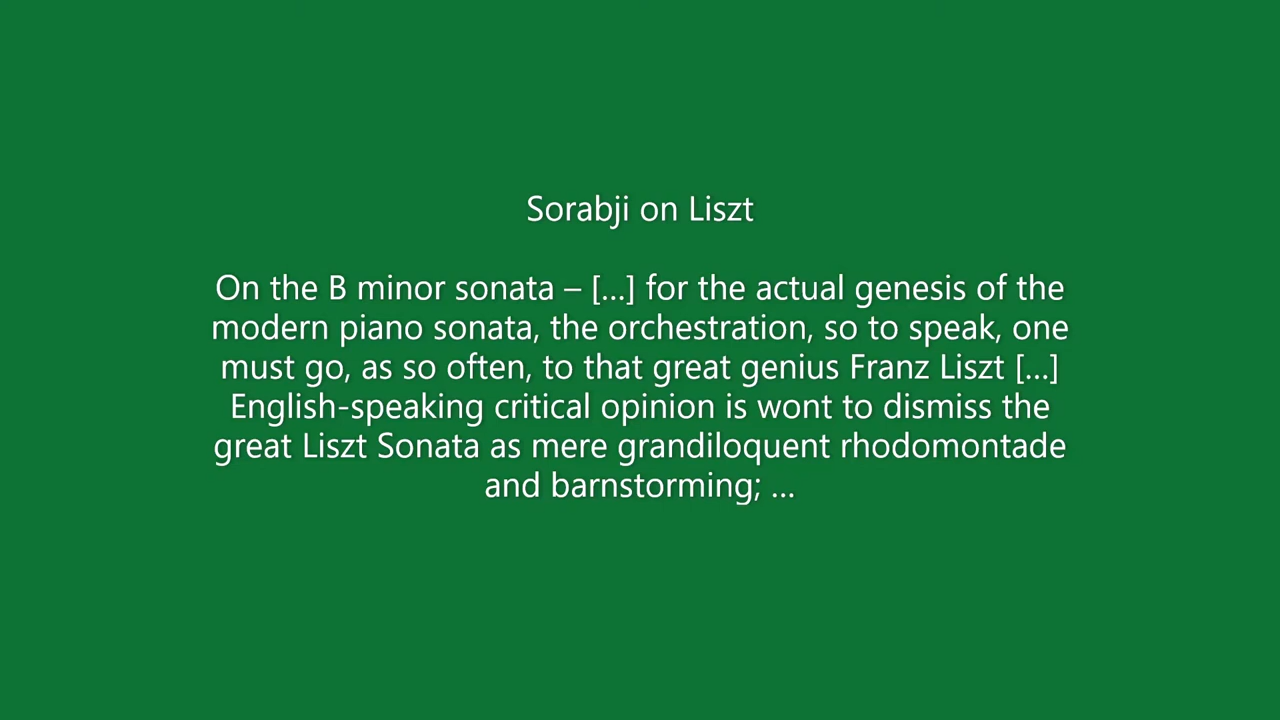 Sorabji on Liszt
On the B minor sonata – [...] for the actual genesis of the
modern piano sonata, the orchestration, so to speak, one
must go, as so often, to that great genius Franz Liszt [...]
English-speaking critical opinion is wont to dismiss the
great Liszt Sonata as mere grandiloquent rhodomontade
and barnstorming; ...